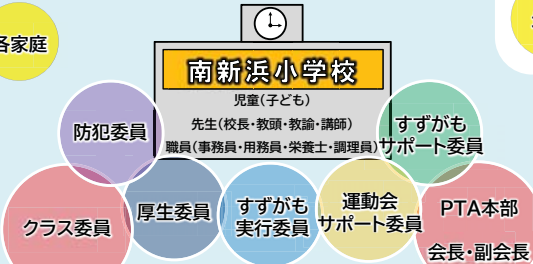 各家庭
南新浜小学校
児童(子ども)
先生(校長・教頭・教諭・講師)
職員(事務員・用務員・栄養士・調理員)
防犯委員
すずがも
サポート委員
クラス委員
厚生委員
すずがも
実行委員
運動会
サポート委員
PTA本部
会長・副会長